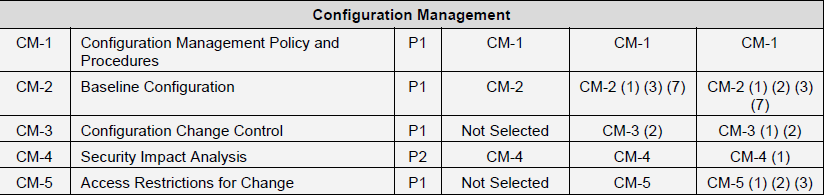 Configuration Management
CM-1 Configuration Management Policy and Procedures P1 CM-1 CM-1 CM-1
CM-2 Baseline Configuration P1 CM-2 CM-2 (1) (3) (7) CM-2 (1) (2) (3) (7)
CM-3 Configuration Change Control P1 Not Selected CM-3 (2) CM-3 (1) (2)
CM-4 Security Impact Analysis P2 CM-4 CM-4 CM-4 (1)
CM-5 Access Restrictions for Change P1 Not Selected CM-5 CM-5 (1) (2) (3)